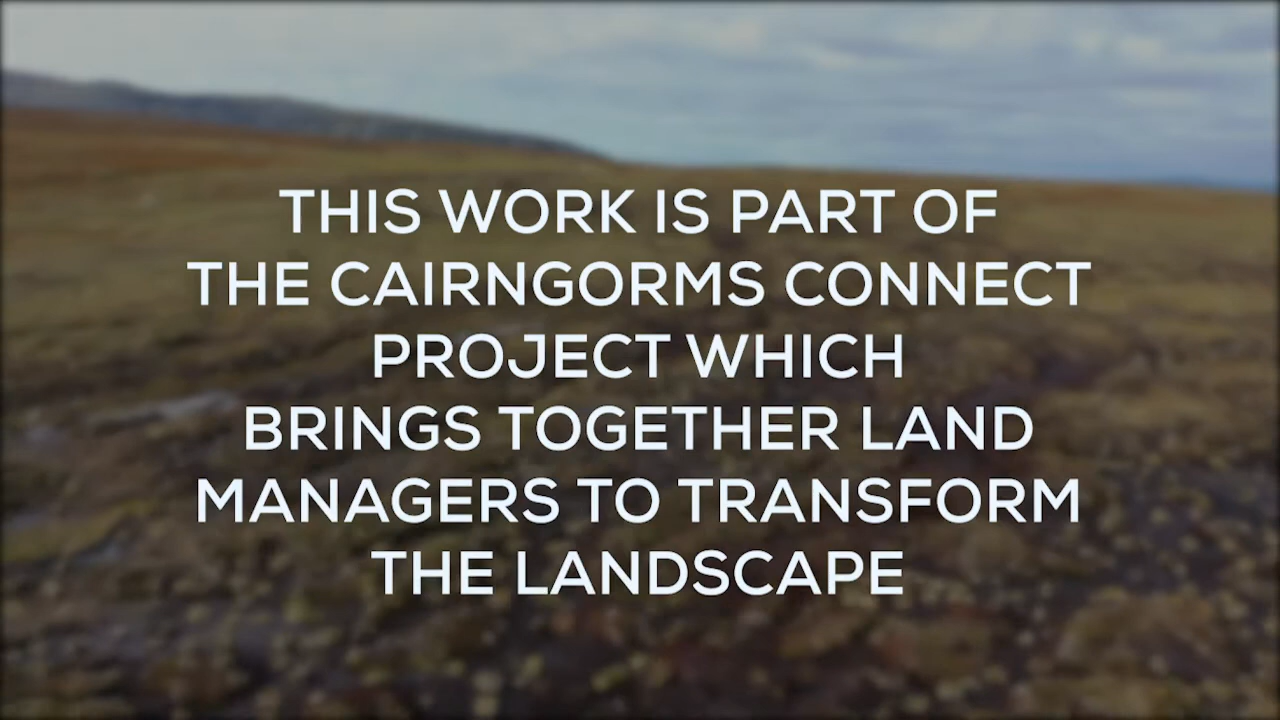 THIS WORK IS PART OF
THE CAIRNGORMS CONNECT
PROJECT WHICH
BRINGS TOGETHER LAND
MANAGERS TO TRANSFORM
THE LANDSCAPE